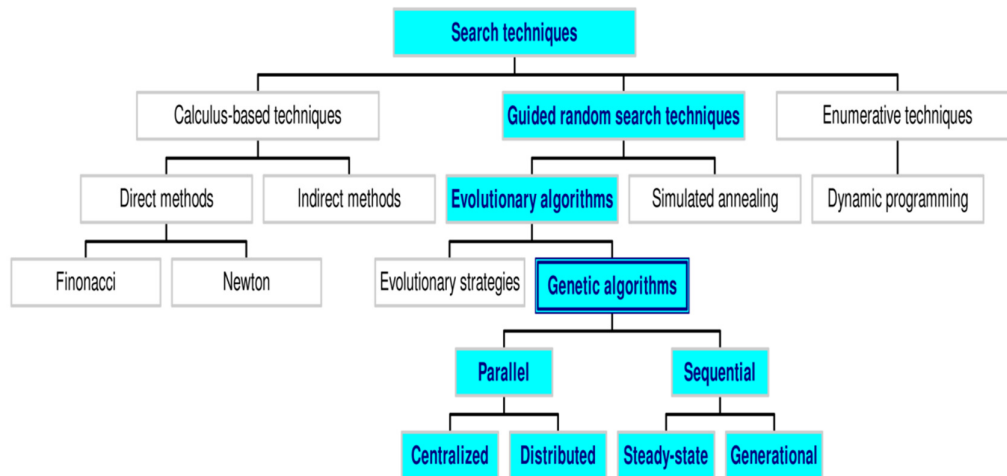 Search techniques
Calculus-based techniques
Guided random search techniques
Enumerative techniques
Direct methods
Indirect methods
Evolutionary algorithms
Simulated annealing
Dynamic programming
Finonacci
Newton
Evolutionary strategies
Genetic algorithms
Parallel
Sequential
Centralized
Distributed
Steady-state
Generational